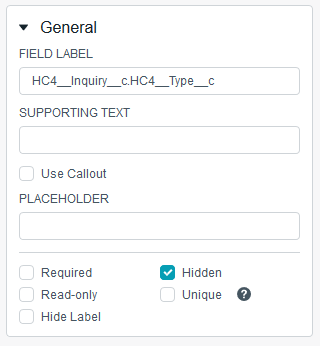 General
FIELD LABEL
HC4__Inquiry__c.HC4__Type__c
SUPPORTING TEXT
Use Callout
PLACEHOLDER
Required Hidden
Read-only Unique ?
Hide Label